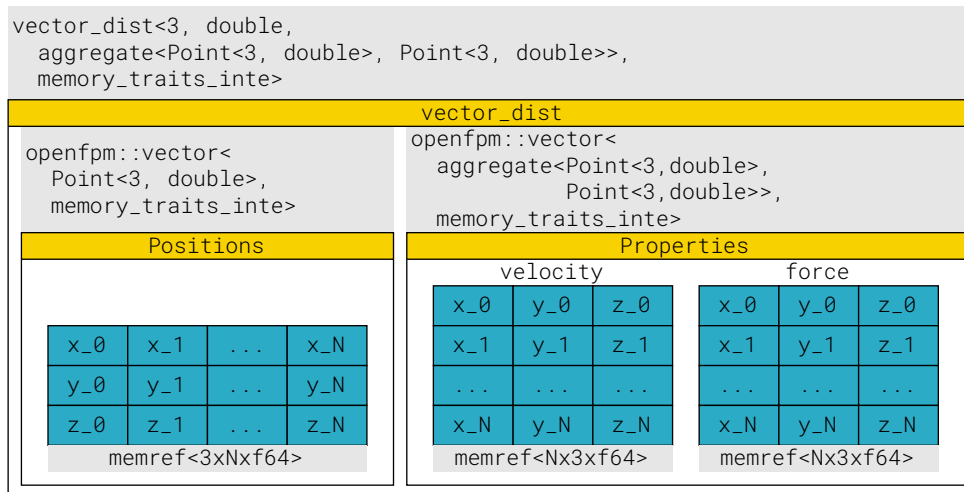 vector_dist<3, double,
aggregate<Point<3, double>, Point<3, double>>,
memory_traits_inte>
vector_dist
openfpm::vector<
Point<3, double>,
memory_traits_inte>
Positions
x_0 x_1 ... x_N
y_0 y_1 ... y_N
z_0 z_1 ... z_N
memref<3xNxf64>
openfpm::vector<
aggregate<Point<3,double>,
Point<3,double>>,
memory_traits_inte>
Properties
velocity
x_0 y_0 z_0
x_1 y_1 z_1
... ... ...
x_N y_N z_N
memref<Nx3xf64>
force
x_0 y_0 z_0
x_1 y_1 z_1
... ... ...
x_N y_N z_N
memref<Nx3xf64>